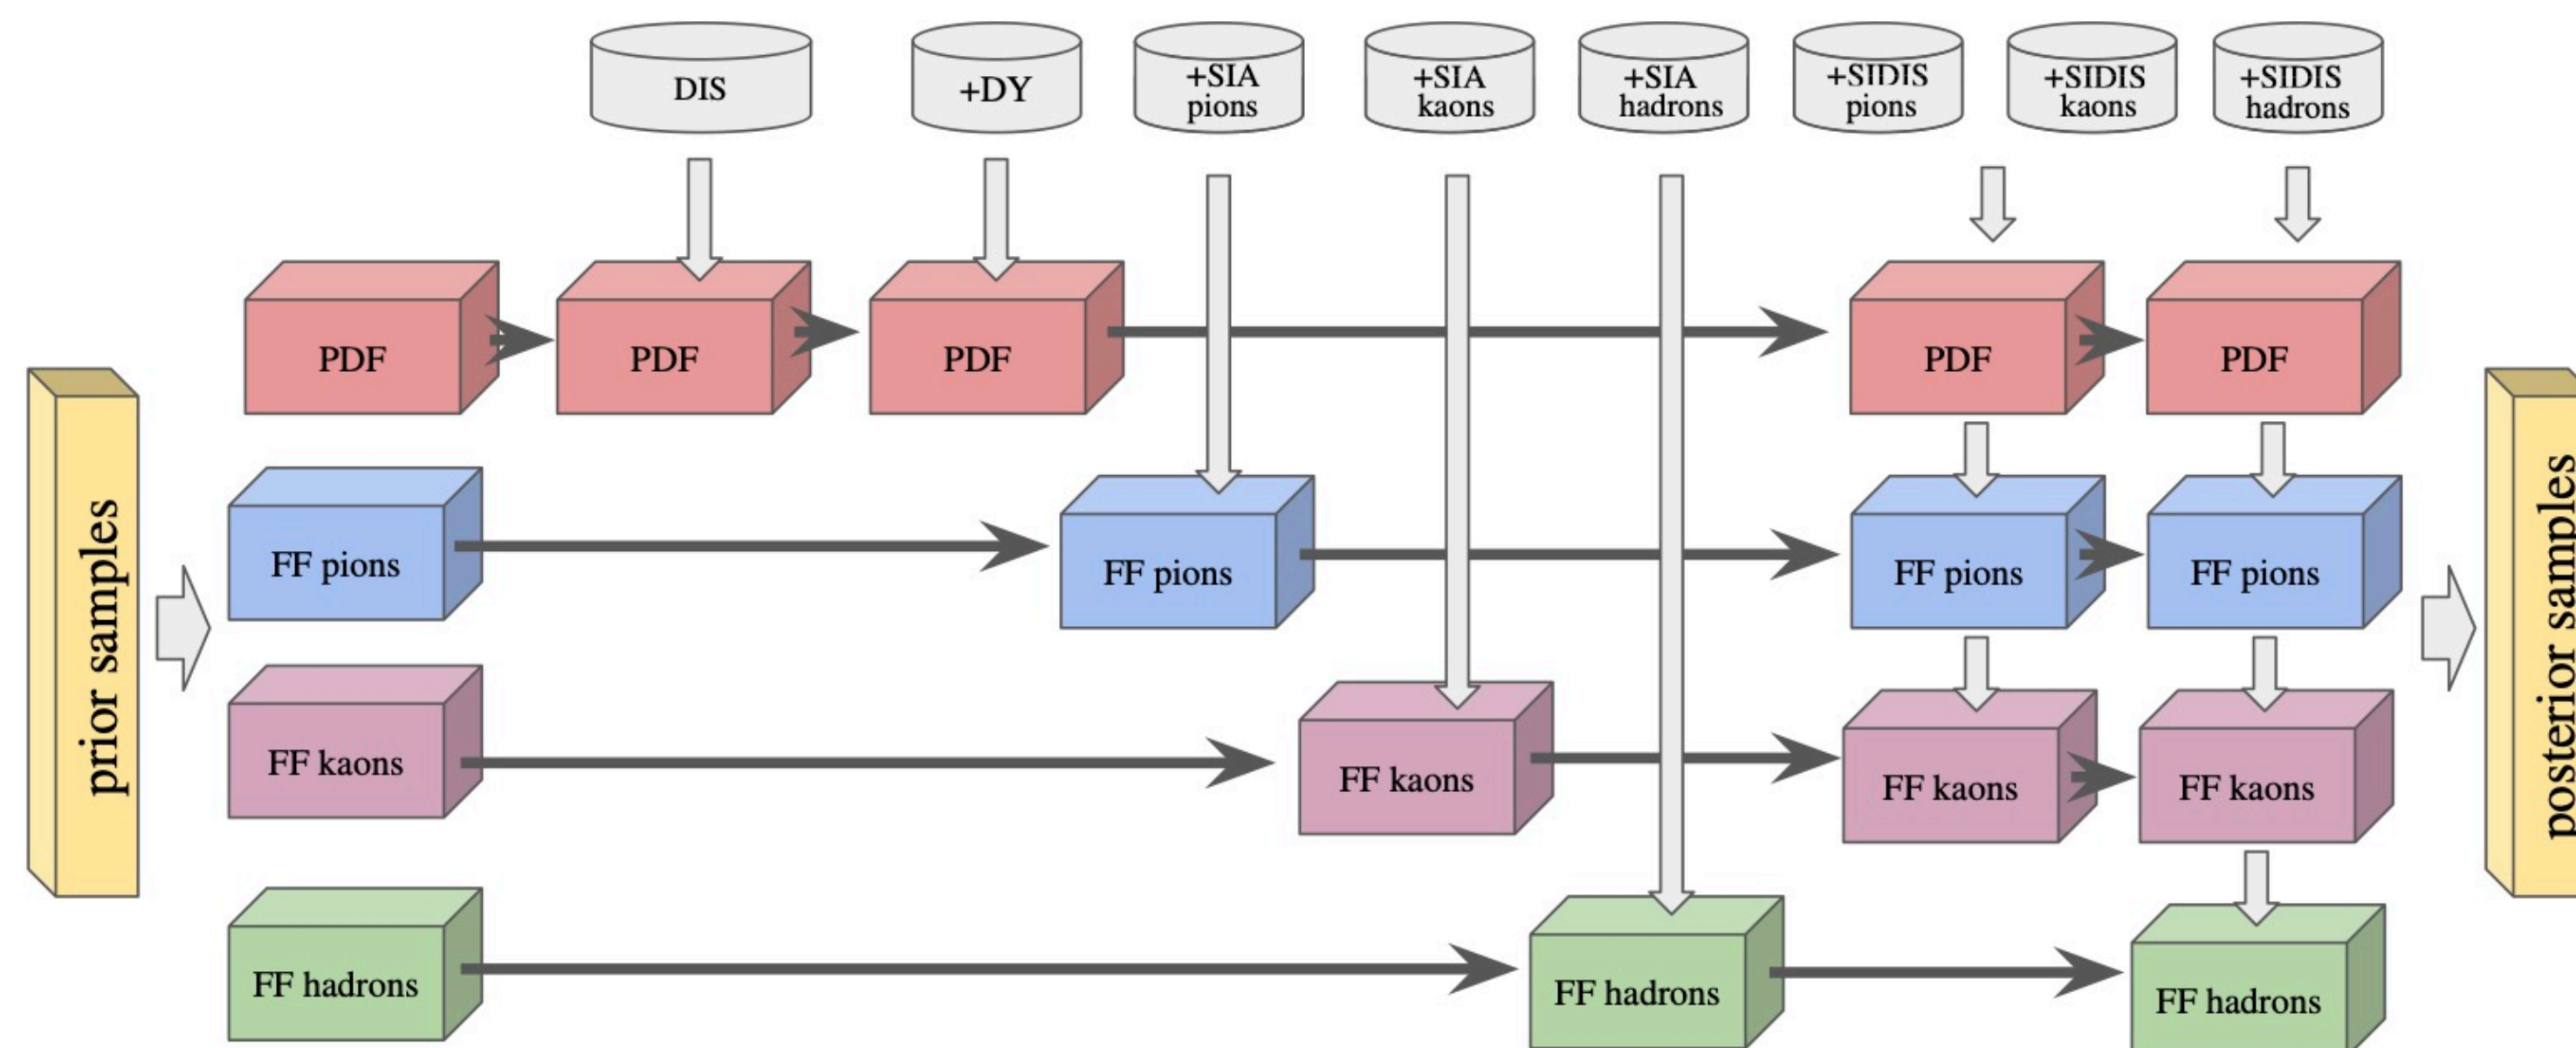 DIS
+DY
+SIA
pions
+SIA
kaons
+SIA
hadrons
+SIDIS
pions
+SIDIS
kaons
+SIDIS
hadrons
PDF
PDF
PDF
PDF
PDF
prior samples
FF pions
FF pions
FF pions
FF pions
posterior samples
FF kaons
FF kaons
FF kaons
FF kaons
FF hadrons
FF hadrons
FF hadrons